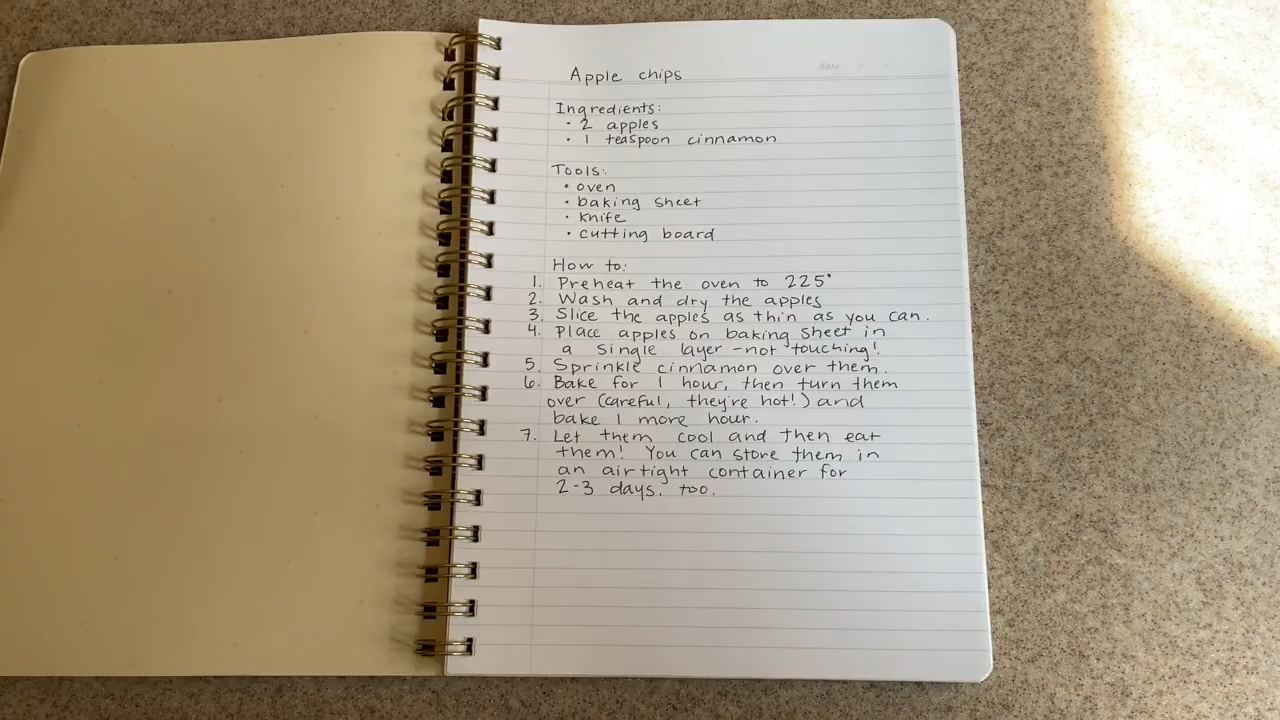 date / /
Apple chips
Ingredients:
· 2 apples
· 1 teaspoon cinnamon
Tools:
· oven
· baking sheet
· knife
· cutting board
How to:
1. Preheat the oven to 225°
2. Wash and dry the apples
3. Slice the apples as thin as you can.
4. Place apples on baking sheet in
a single layer - not touching!
5. Sprinkle cinnamon over them.
6. Bake for 1 hour, then turn them
over (careful, they're hot!) and
bake 1 more hour.
7. Let them cool and then eat
them! You can store them in
an airtight container for
2-3 days. too.